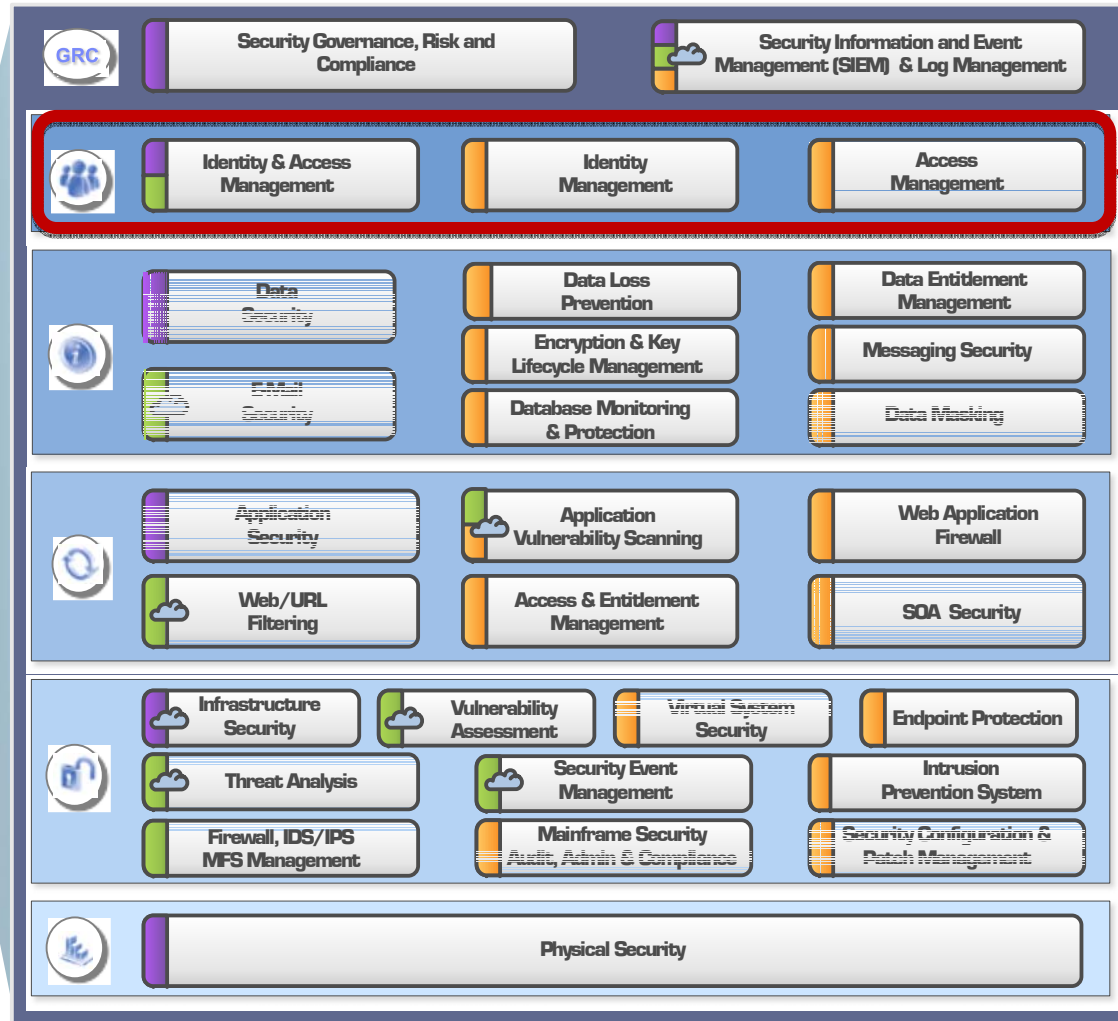 GRC
Security Governance, Risk and
Compliance
Security Information and Event
Management (SIEM) & Log Management
Identity & Access
Management
Identity
Management
Access
Management
Data
Security
E-Mail
Security
Data Loss
Prevention
Data Entitlement
Management
Encryption & Key
Lifecycle Management
Messaging Security
Database Monitoring
& Protection
Data Masking
Application
Security
Application
Vulnerability Scanning
Web Application
Firewall
Web/URL
Filtering
Access & Entitlement
Management
SOA Security
Infrastructure
Security
Vulnerability
Assessment
Virtual System
Security
Endpoint Protection
Threat Analysis
Security Event
Management
Intrusion
Prevention System
Firewall, IDS/IPS
MFS Management
Mainframe Security
Audit, Admin & Compliance
Security Configuration &
Patch Management
Physical Security